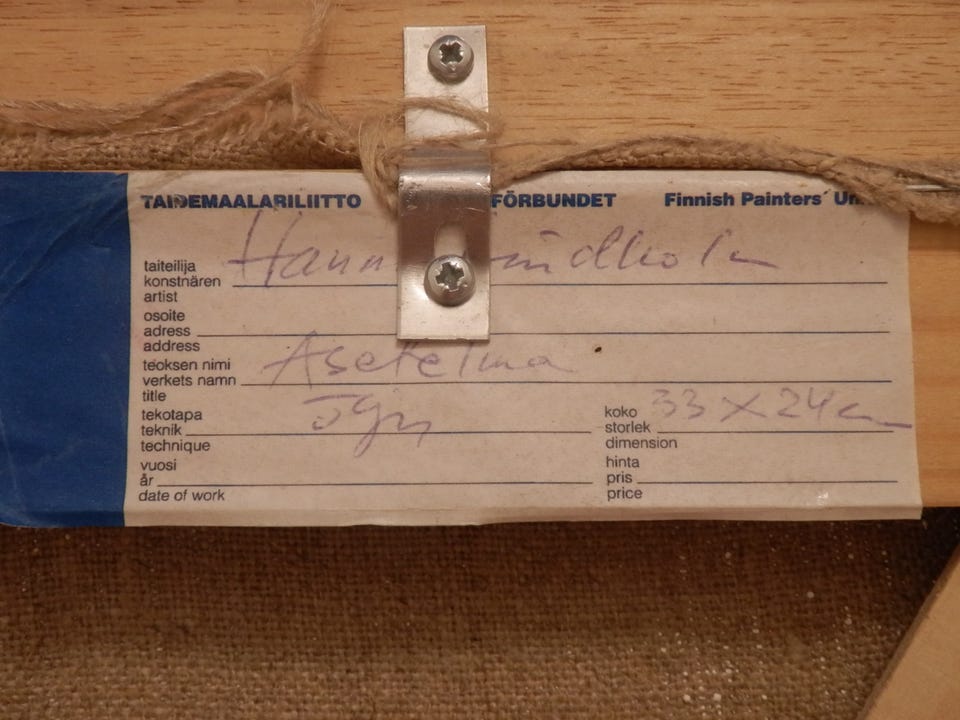 TAIDEMAALARILIITTO FÖRBUNDET Finnish Painters´
taiteilija
konstnären
artist
osoite
adress
address
teoksen nimi Asetelma
verkets namn
title
tekotapa öljy koko 33 x 24 c
teknik storlek
technique dimension
vuosi hinta
år pris
date of work price